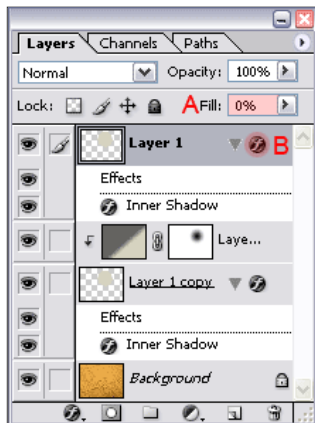 Layers Channels Paths
Normal Opacity: 100%
Lock: A Fill: 0%
Layer 1 B
Effects
Inner Shadow
Laye...
Layer 1 copy
Effects
Inner Shadow
Background